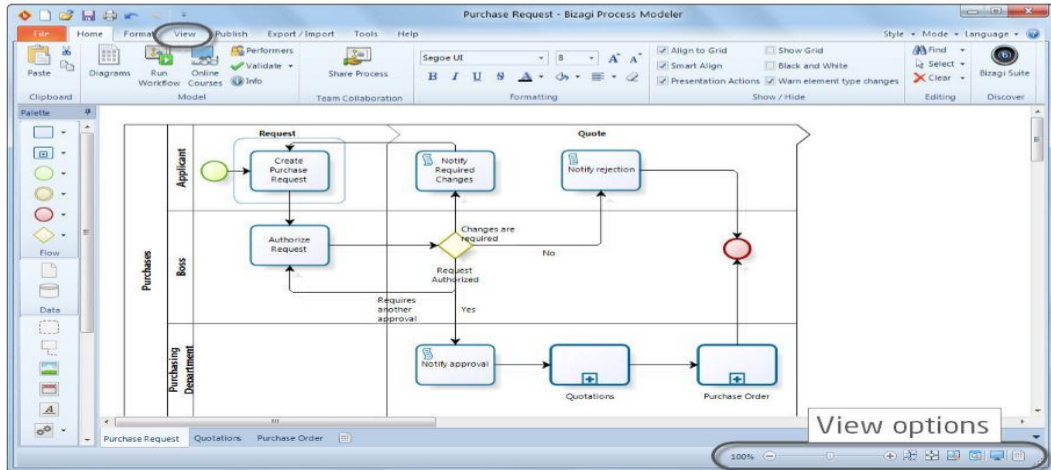 Purchase Request - Bizagi Process Modeler
File Home Format View Publish Export / Import Tools Help Style Mode Language
Paste
Clipboard
Diagrams
Run Workflow
Online Courses
Performers
Validate
Info
Model
Share Process
Team Collaboration
Segoe UI 8
B I U S A
Formatting
Align to Grid
Smart Align
Presentation Actions
Show Grid
Black and White
Warn element type changes
Show / Hide
Find
Select
Clear
Editing
Bizagi Suite
Discover
Palette
Flow
Data
A
Purchases
Request
Quote
Applicant
Create
Purchase
Request
Notify
Required
Changes
Notify rejection
Boss
Authorize
Request
Changes are
required
No
Request
Authorized
Requires
another
approval
Yes
Purchasing
Department
Notify approval
Quotations
Purchase Order
View options
Purchase Request Quotations Purchase Order
100%